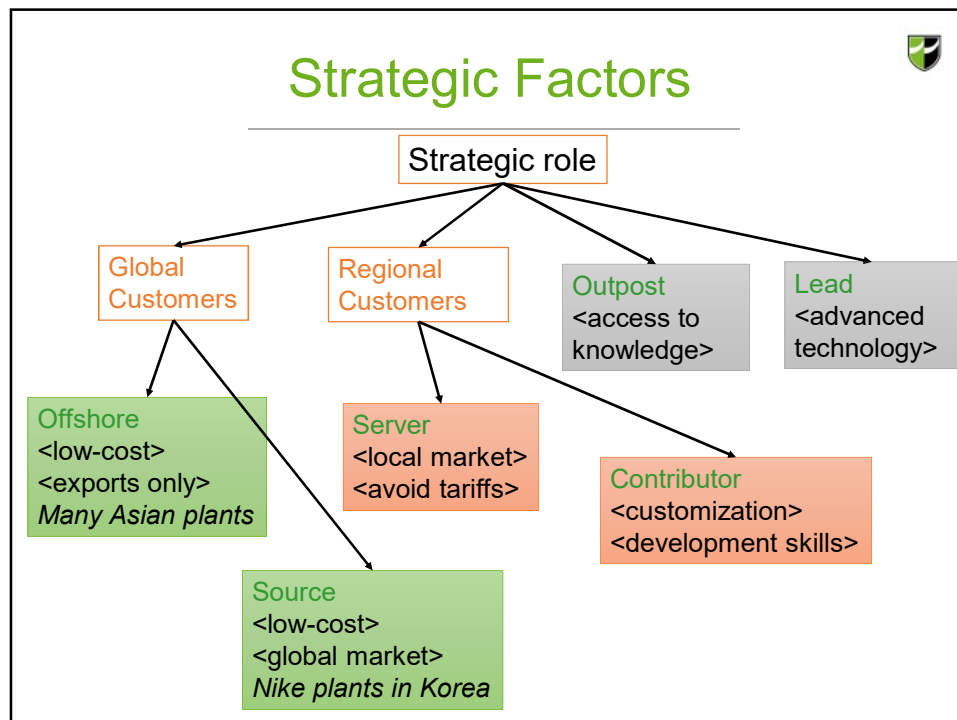 Strategic Factors
Strategic role
Global
Customers
Regional
Customers
Outpost
<access to
knowledge>
Lead
<advanced
technology>
Offshore
<low-cost>
<exports only>
Many Asian plants
Server
<local market>
<avoid tariffs>
Contributor
<customization>
<development skills>
Source
<low-cost>
<global market>
Nike plants in Korea